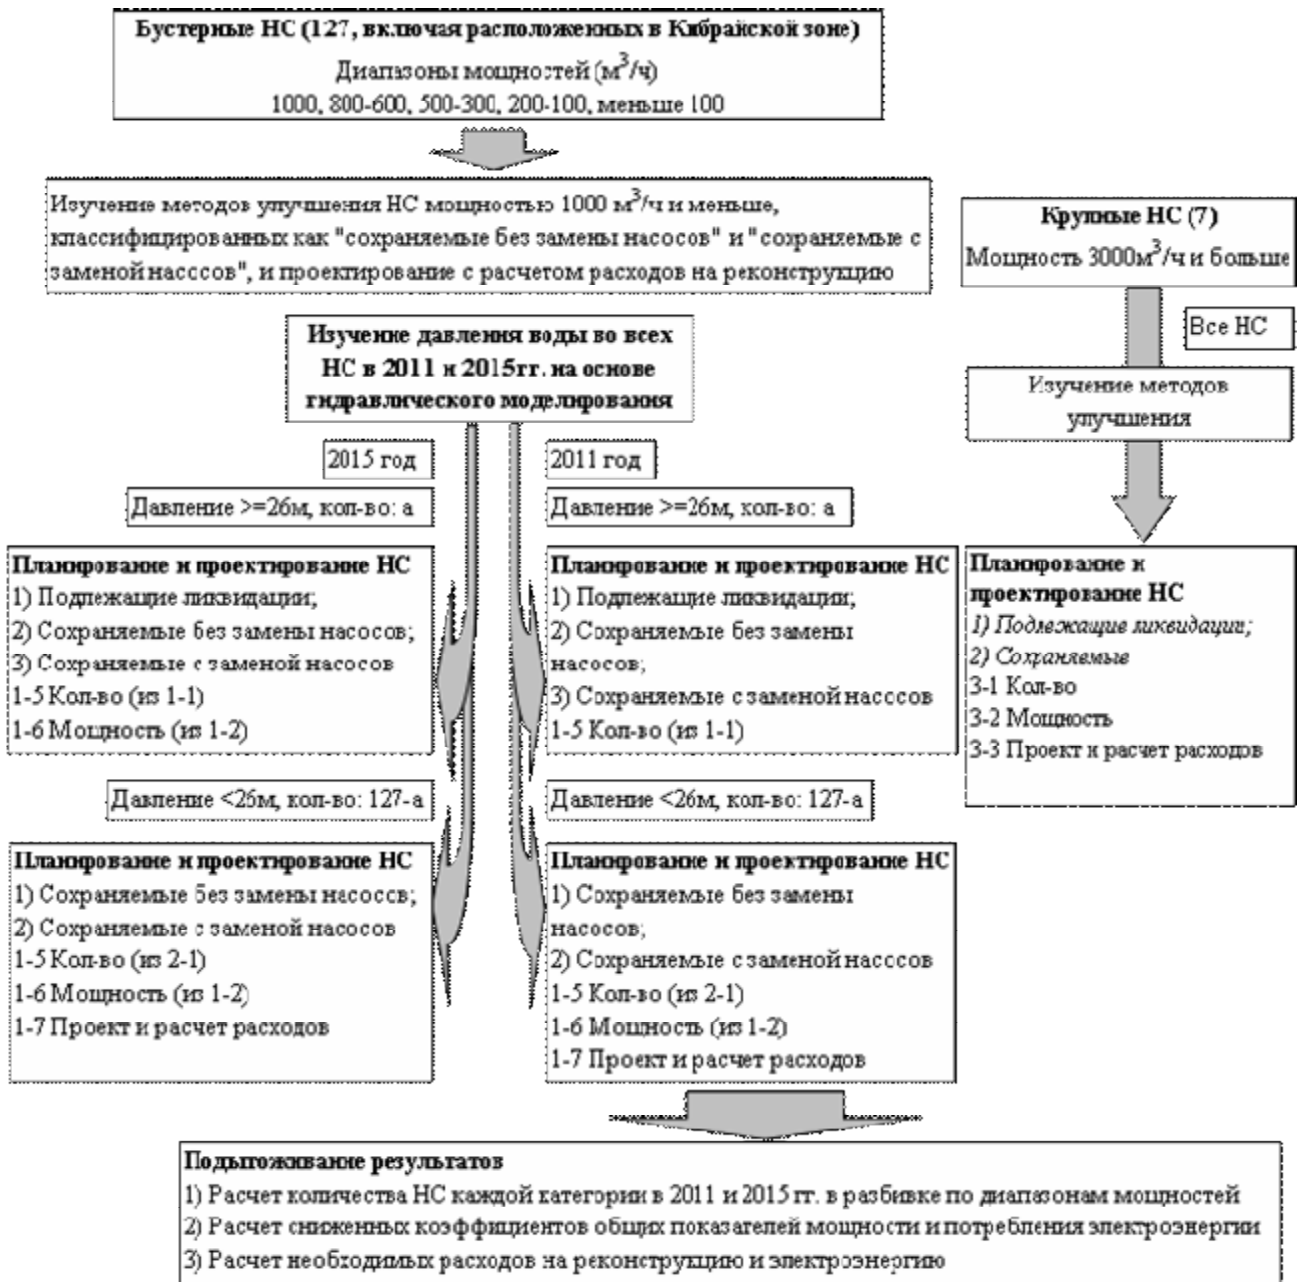 Бустерные НС (127, включая расположенных в Кибрайской зоне)
Диапазоны мощностей (м³/ч)
1000, 800-600, 500-300, 200-100, меньше 100
Изучение методов улучшения НС мощностью 1000 м³/ч и меньше,
классифицированных как "сохраняемые без замены насосов" и "сохраняемые с
заменой насосов", и проектирование с расчетом расходов на реконструкцию
Крупные НС (7)
Мощность 3000м³/ч и больше
Все НС
Изучение методов
улучшения
Планирование и
проектирование НС
1) Подлежащие ликвидации;
2) Сохраняемые
3-1 Кол-во
3-2 Мощность
3-3 Проект и расчет расходов
Изучение давления воды во всех
НС в 2011 и 2015гг. на основе
гидравлического моделирования
2015 год
Давление >=26м, кол-во: а
Планирование и проектирование НС
1) Подлежащие ликвидации;
2) Сохраняемые без замены насосов;
3) Сохраняемые с заменой насосов
1-5 Кол-во (из 1-1)
1-6 Мощность (из 1-2)
Давление <26м, кол-во: 127-а
Планирование и проектирование НС
1) Сохраняемые без замены насосов;
2) Сохраняемые с заменой насосов
1-5 Кол-во (из 2-1)
1-6 Мощность (из 1-2)
1-7 Проект и расчет расходов
2011 год
Давление >=26м, кол-во: а
Планирование и проектирование НС
1) Подлежащие ликвидации;
2) Сохраняемые без замены
насосов;
3) Сохраняемые с заменой насосов
1-5 Кол-во (из 1-1)
Давление <26м, кол-во: 127-а
Планирование и проектирование НС
1) Сохраняемые без замены
насосов;
2) Сохраняемые с заменой насосов
1-5 Кол-во (из 2-1)
1-6 Мощность (из 1-2)
1-7 Проект и расчет расходов
Подытоживание результатов
1) Расчет количества НС каждой категории в 2011 и 2015 гг. в разбивке по диапазонам мощностей
2) Расчет сниженных коэффициентов общих показателей мощности и потребления электроэнергии
3) Расчет необходимых расходов на реконструкцию и электроэнергию